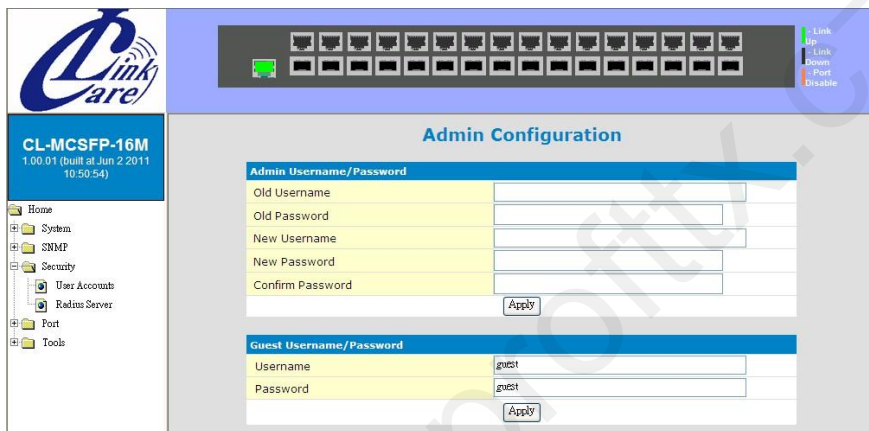 Link Care
- Link Up
- Link Down
- Port Disable
CL-MCSFP-16M
1.00.01 (built at Jun 2 2011 10:50:54)
Home
System
SNMP
Security
User Accounts
Radius Server
Port
Tools
Admin Configuration
Admin Username/Password
Old Username
Old Password
New Username
New Password
Confirm Password
Apply
Guest Username/Password
Username guest
Password guest
Apply